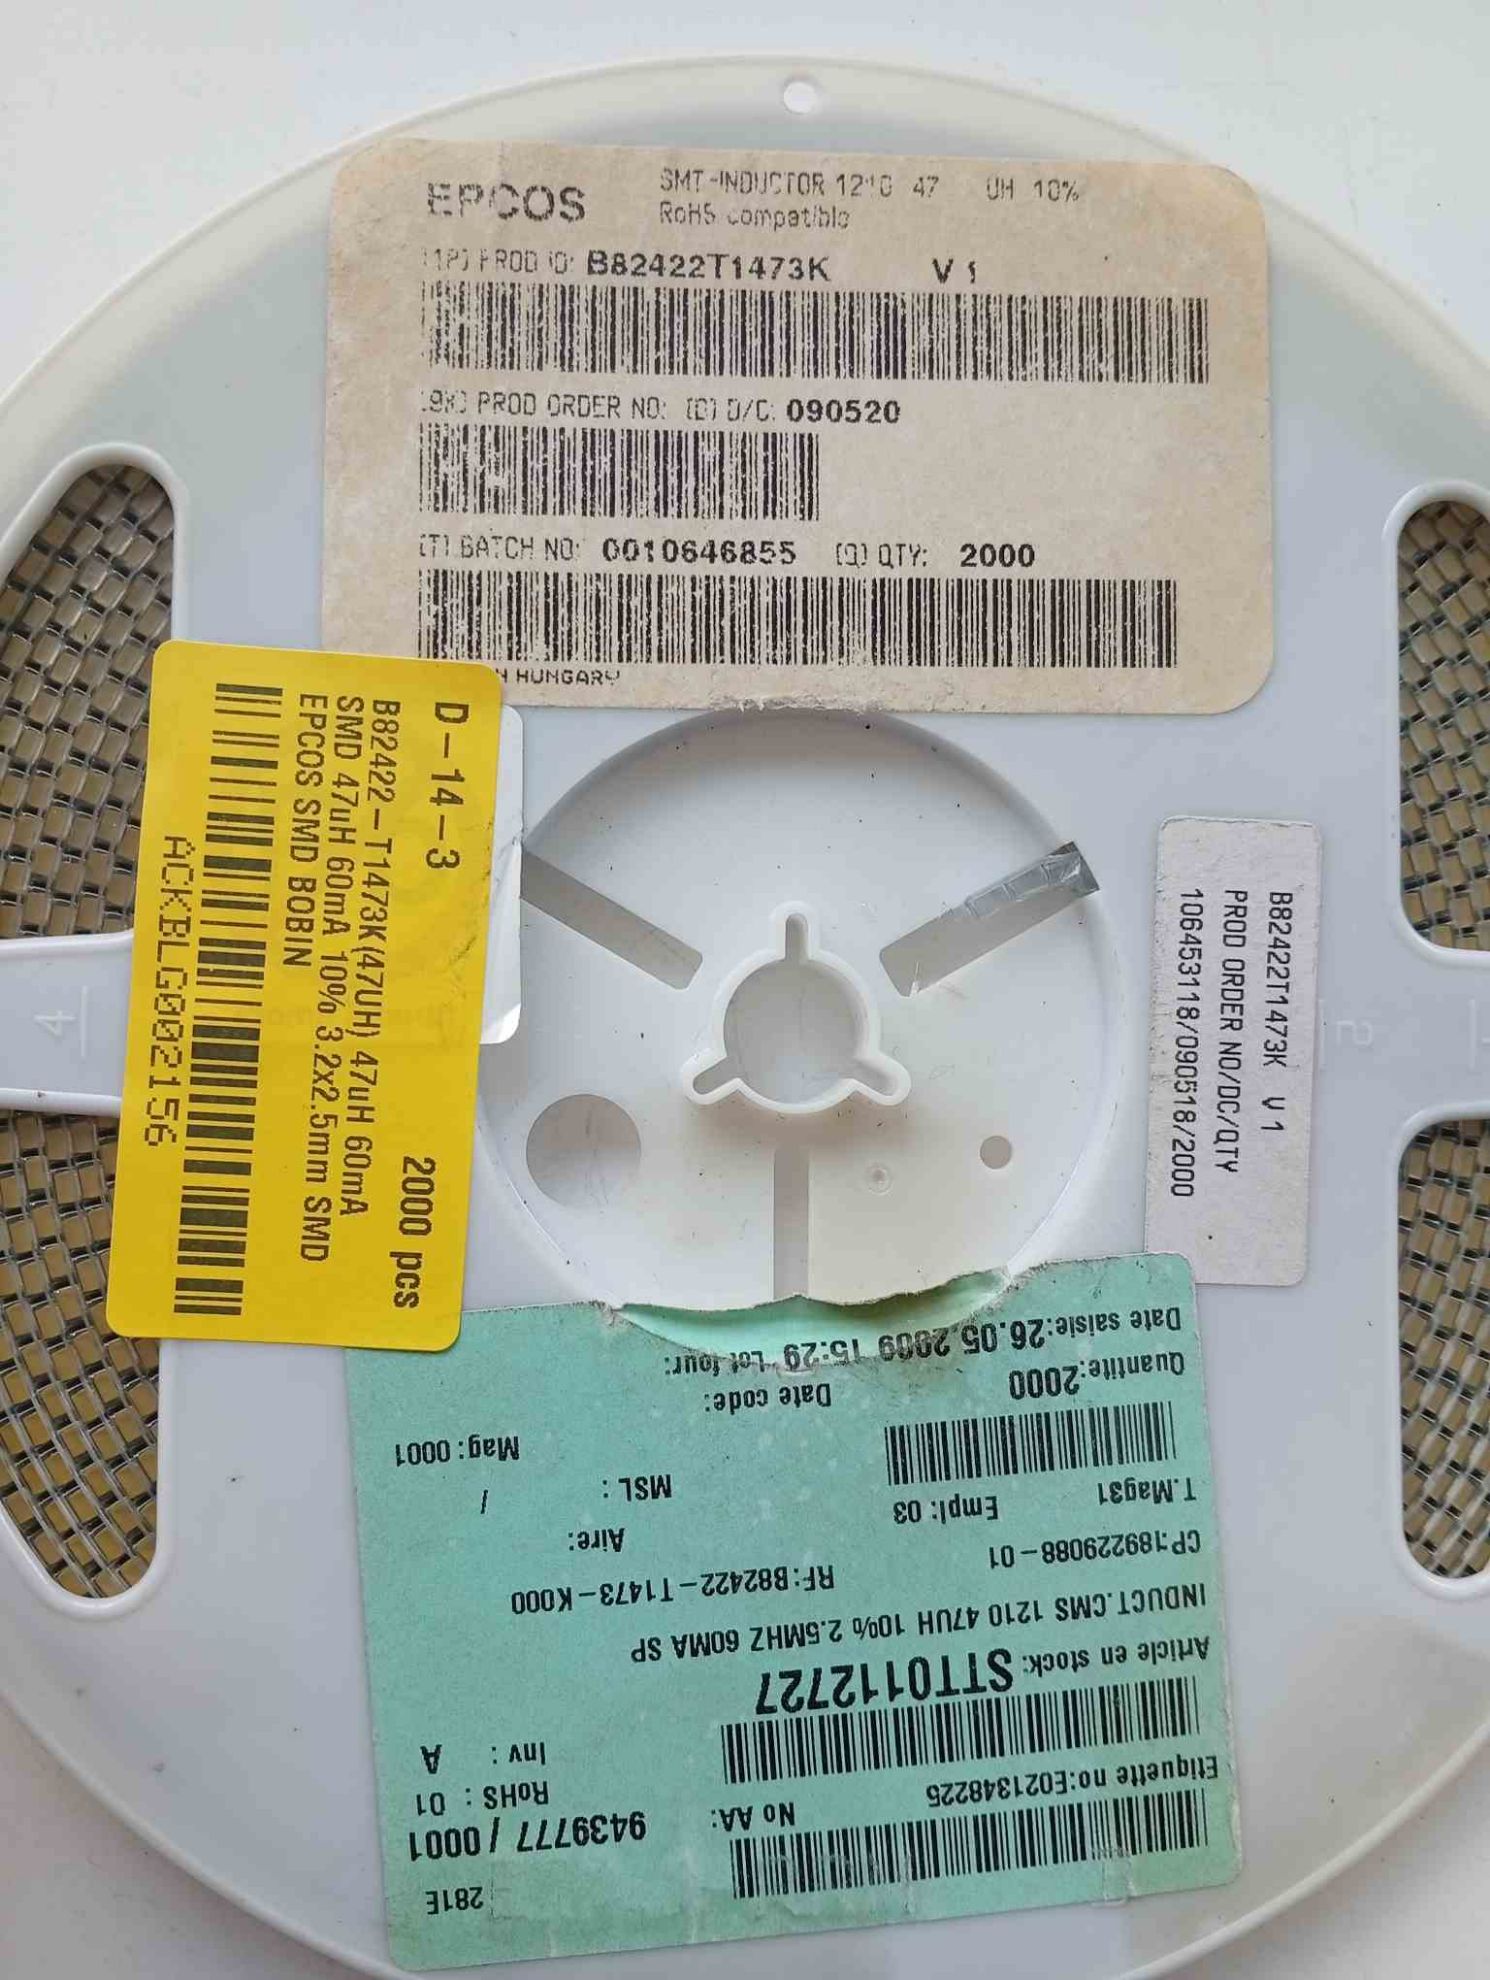 EPCOS
SMT-INDUCTOR 1210 47 UH 10%
RoHS compatible
(1P) PROD ID: B82422T1473K V 1
(9K) PROD ORDER NO: (D) D/C: 090520
(T) BATCH NO: 0010646855 (Q) QTY: 2000
HUNGARY
D-14-3 2000 pcs
B82422-T1473K(47UH) 47uH 60mA
SMD 47uH 60mA 10% 3.2x2.5mm SMD
EPCOS SMD BOBIN
ACKBLG002156
B82422T1473K V 1
PROD ORDER NO/DC/QTY
10645318/090518/2000
4
2
281E
Etiquette no:E021348225 No AA: 9439777 / 0001
RoHS : 01
Article en stock: STT0112727 Inv : A
INDUCT.CMS 1210 47UH 10% 2.5MHZ 60MA SP
CP:189229088-01 RF:B82422-T1473-K000
T.Mag31 Empl: 03 Aire:
MSL : /
Mag: 0001
Quantite:2000 Date code:
Date saisie:26.05.2009 15:29 Lot four: